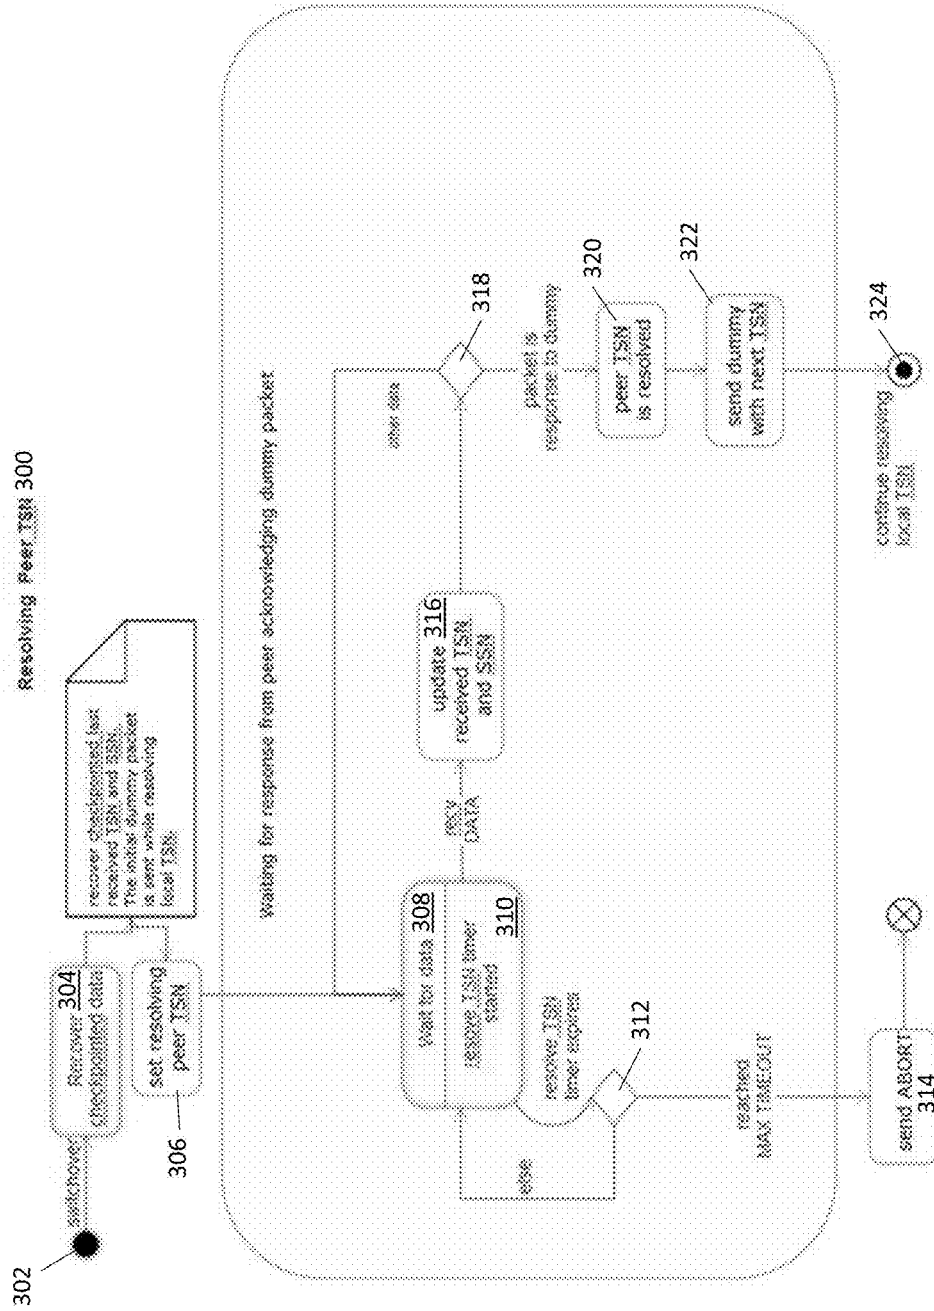 Resolving Peer TSN 300
302
switchover
Recover 304
checkpointed data
set resolving
peer TSN
306
recover checkpointed last
received TSN and SSN.
The initial dummy packet
is sent while resolving
local TSN.
Waiting for response from peer acknowledging dummy packet
Wait for data 308
restore TSN timer
started
310
resolve TSN
timer expires
312
else
reached
MAX TIMEOUT
send ABORT
314
recv
DATA
update 316
received TSN
and SSN
318
other data
packet is
response to dummy
320
peer TSN
is resolved
322
send dummy
with next TSN
324
continue resolving
local TSN